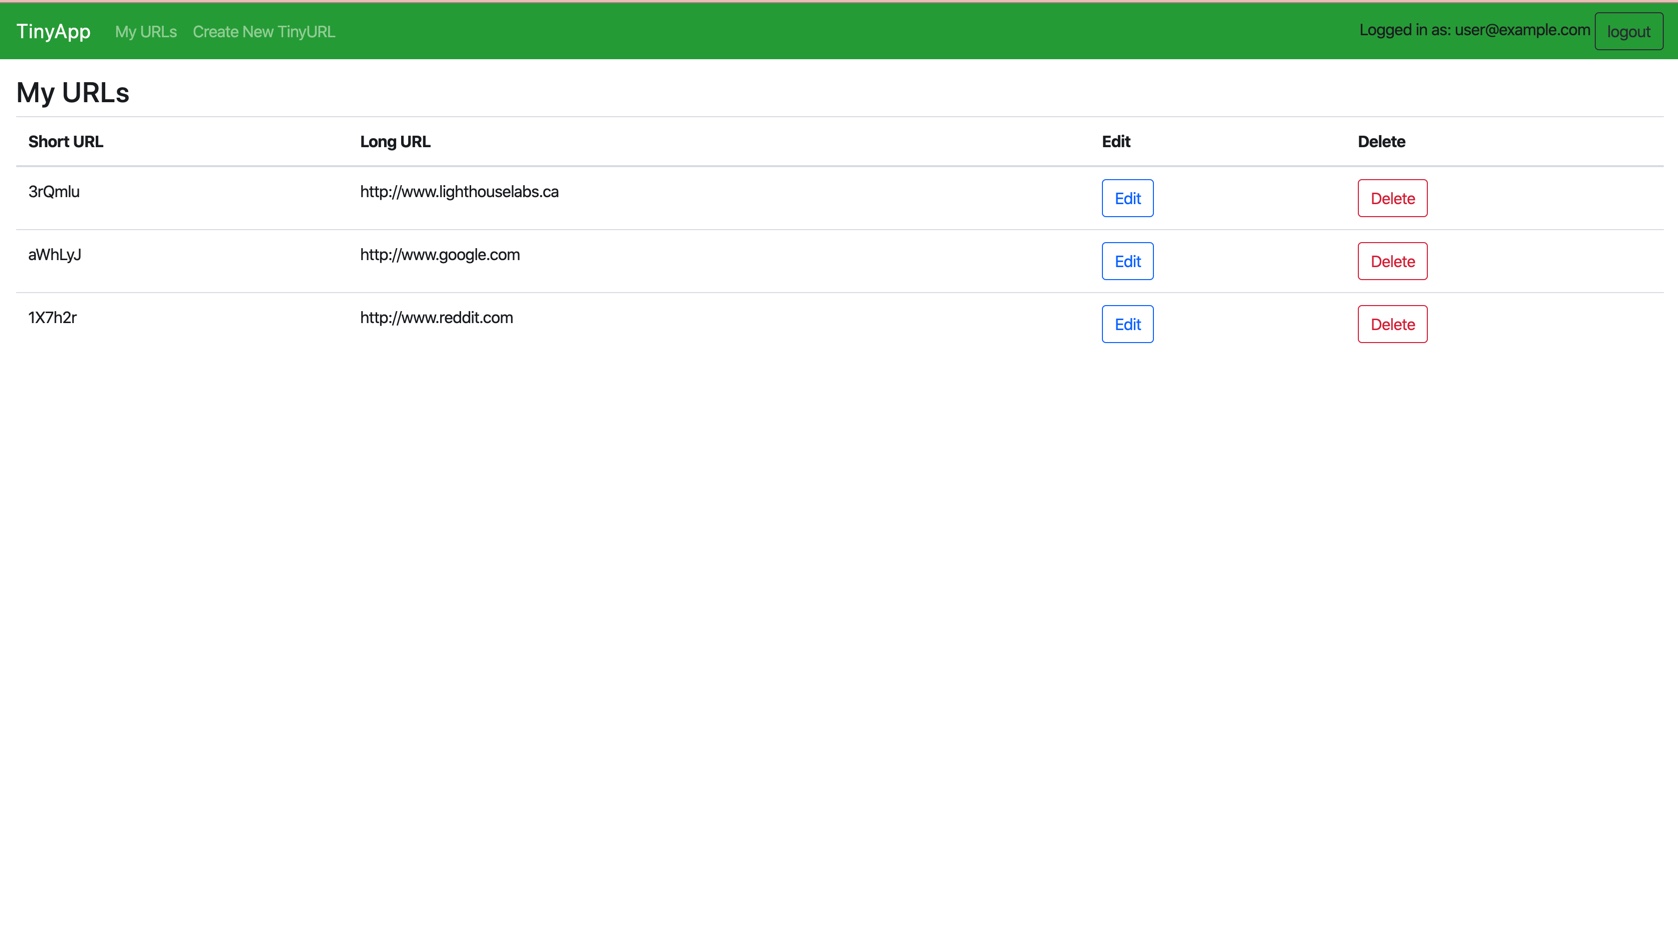 TinyApp My URLs Create New TinyURL Logged in as: user@example.com logout
My URLs
Short URL Long URL Edit Delete
3rQmlu http://www.lighthouselabs.ca Edit Delete
aWhLyJ http://www.google.com Edit Delete
1X7h2r http://www.reddit.com Edit Delete